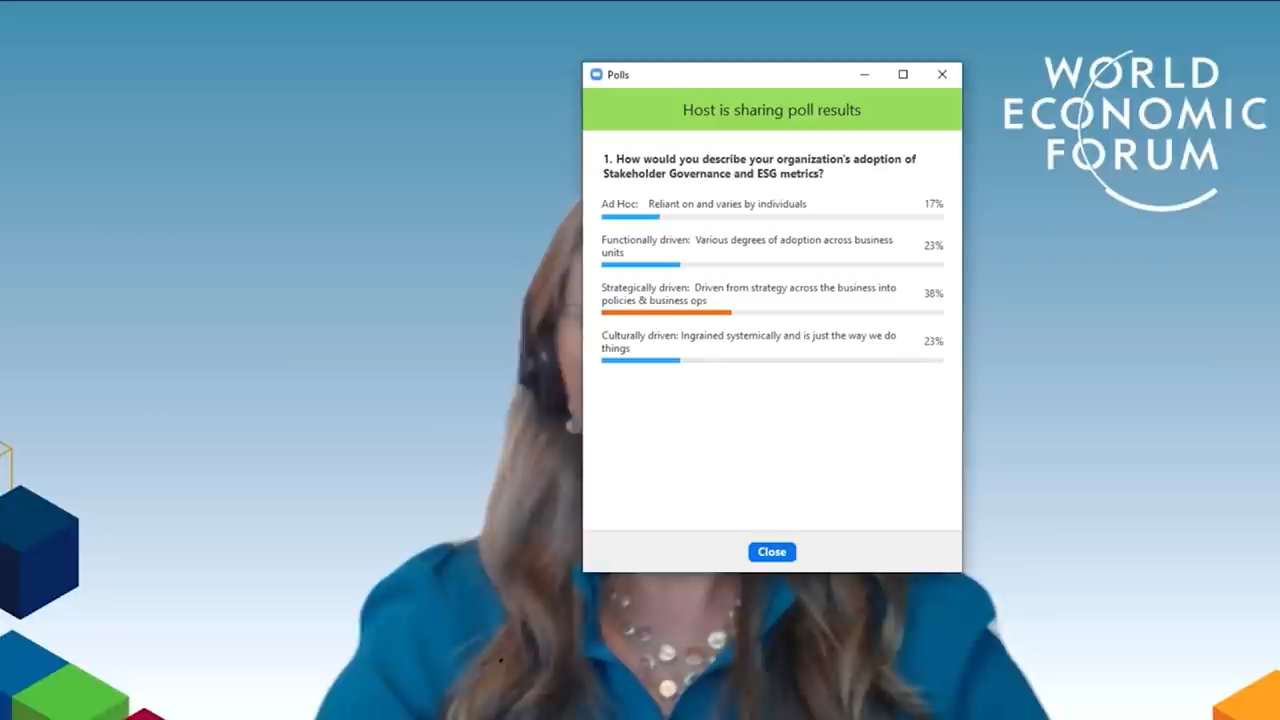 Polls
Host is sharing poll results
WORLD
ECONOMIC
FORUM
1. How would you describe your organization's adoption of
Stakeholder Governance and ESG metrics?
Ad Hoc: Reliant on and varies by individuals 17%
Functionally driven: Various degrees of adoption across business
units
23%
Strategically driven: Driven from strategy across the business into
policies & business ops
38%
Culturally driven: Ingrained systemically and is just the way we do
things
23%
Close